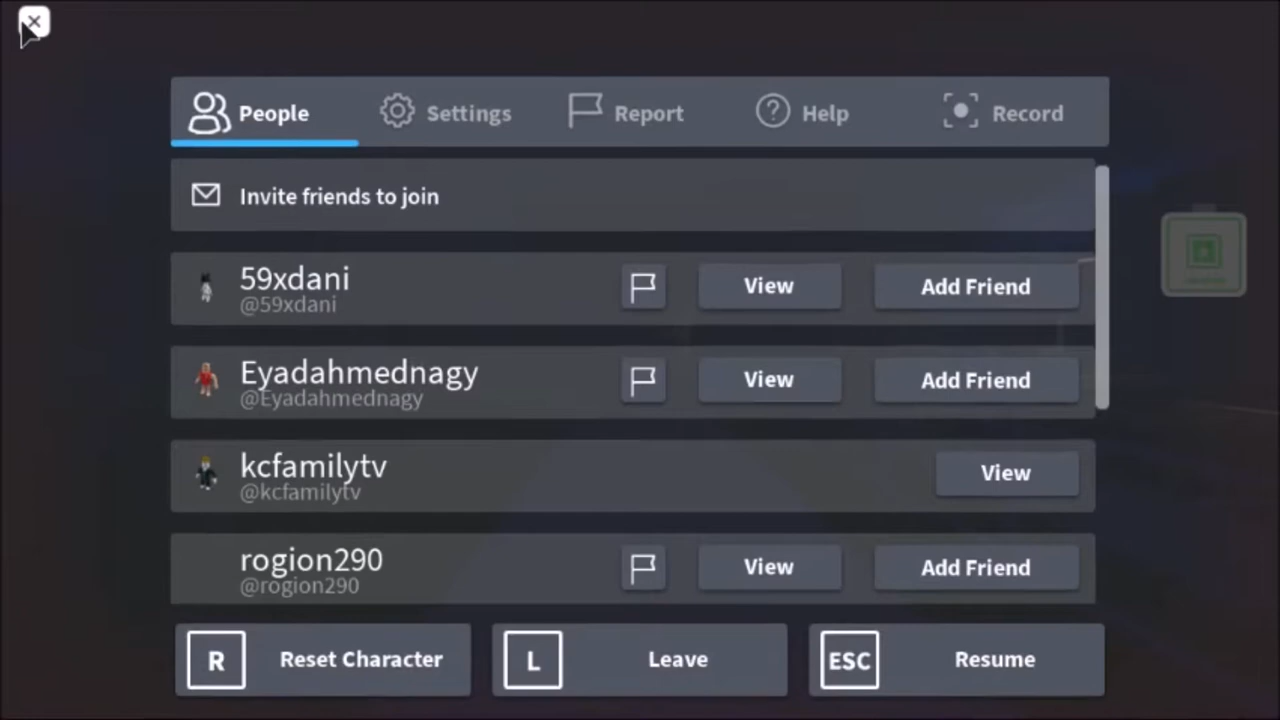 People
Settings
Report
Help
Record
Invite friends to join
59xdani
@59xdani
View
Add Friend
Eyadahmednagy
@Eyadahmednagy
View
Add Friend
kcfamilytv
@kcfamilytv
View
rogion290
@rogion290
View
Add Friend
R
Reset Character
L
Leave
ESC
Resume